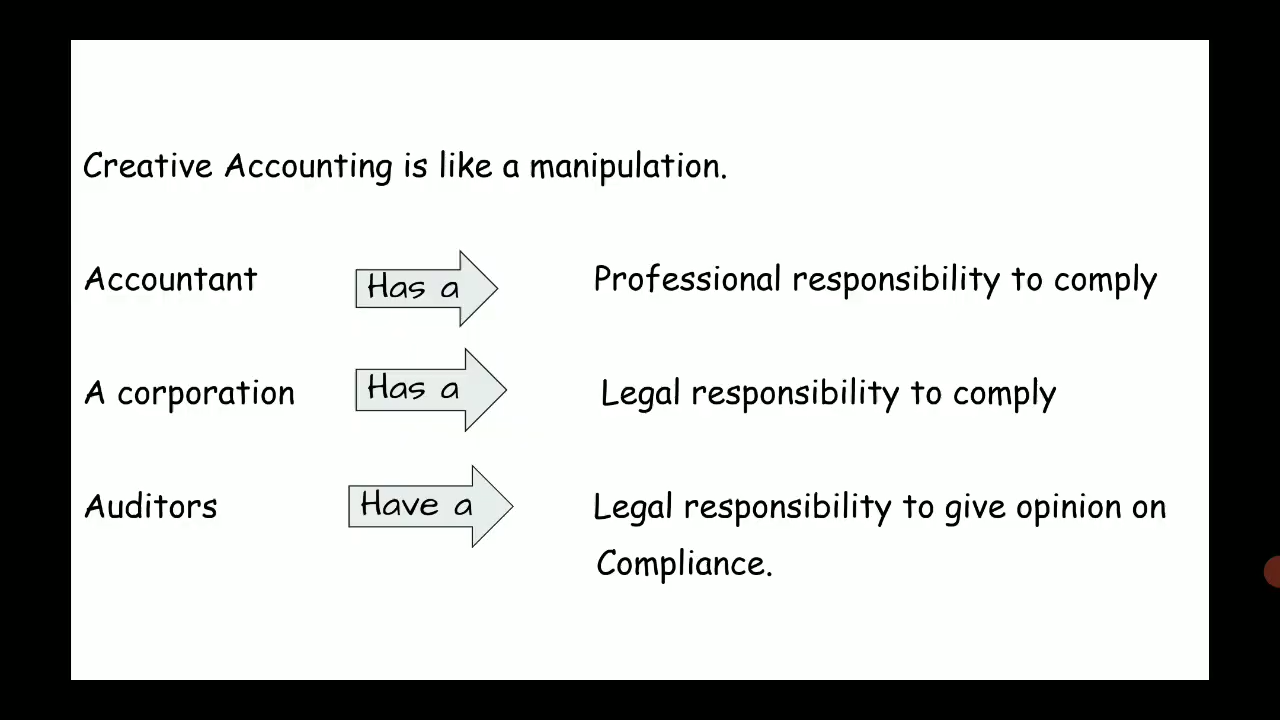 Creative Accounting is like a manipulation.
Accountant Has a Professional responsibility to comply
A corporation Has a Legal responsibility to comply
Auditors Have a Legal responsibility to give opinion on
Compliance.